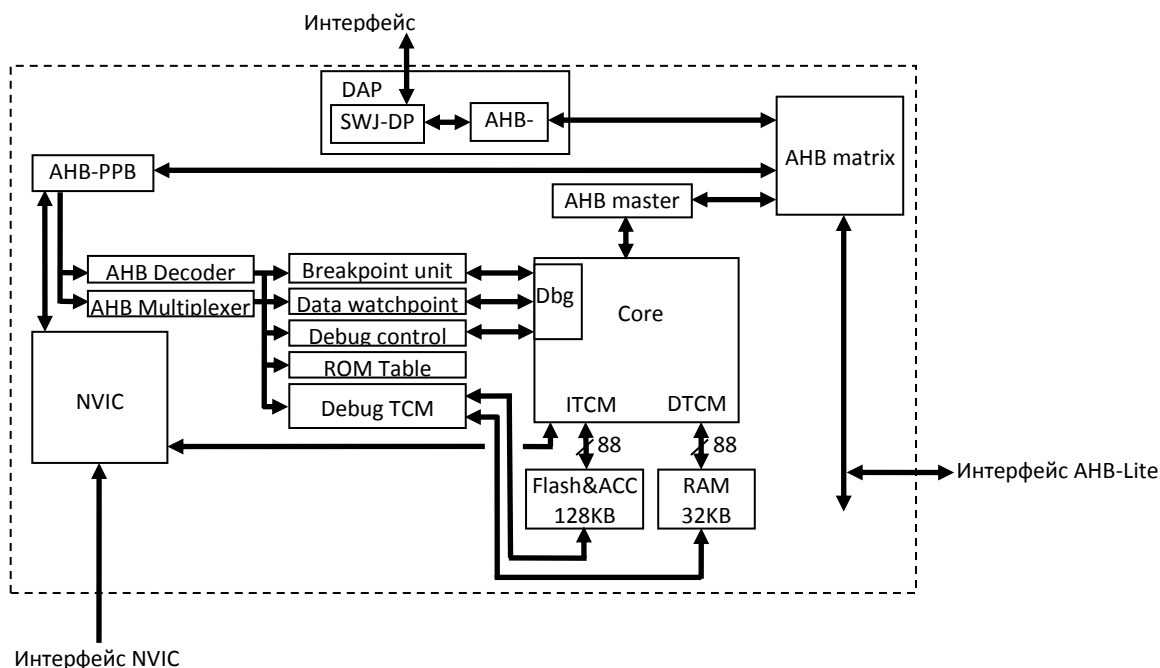 Интерфейс
DAP
SWJ-DP
AHB-
AHB matrix
AHB-PPB
AHB master
AHB Decoder
Breakpoint unit
Dbg
Core
AHB Multiplexer
Data watchpoint
Debug control
ROM Table
NVIC
Debug TCM
ITCM
DTCM
88
88
Flash&ACC
128KB
RAM
32KB
Интерфейс AHB-Lite
Интерфейс NVIC